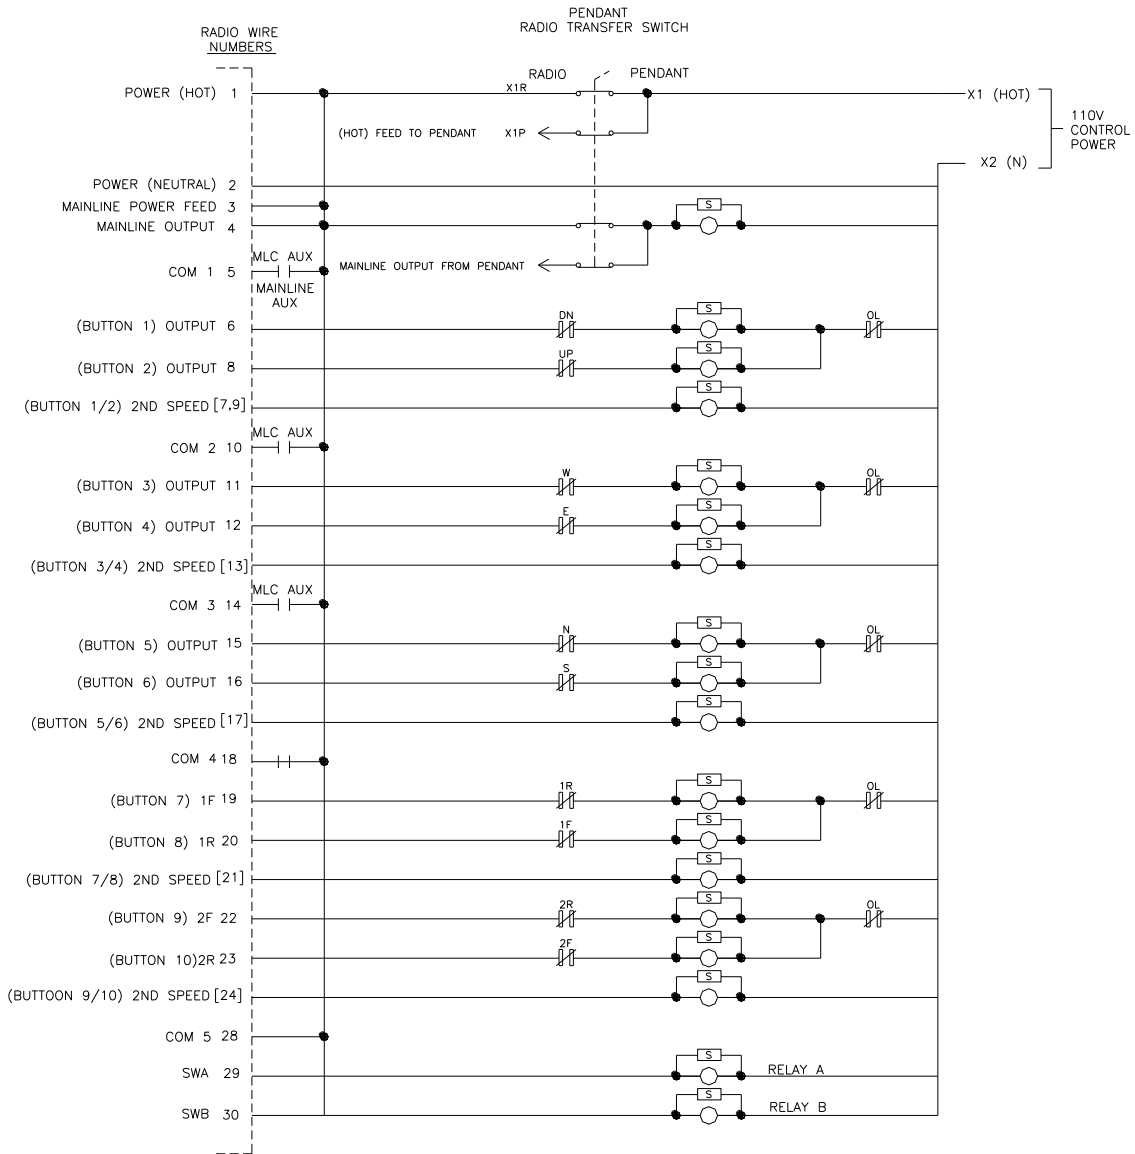 PENDANT
RADIO TRANSFER SWITCH
RADIO WIRE
NUMBERS
RADIO
PENDANT
POWER (HOT) 1
X1R
X1 (HOT)
110V
CONTROL
POWER
(HOT) FEED TO PENDANT X1P
X2 (N)
POWER (NEUTRAL) 2
MAINLINE POWER FEED 3
S
MAINLINE OUTPUT 4
MLC AUX
COM 1 5
MAINLINE OUTPUT FROM PENDANT
MAINLINE
AUX
S
DN
OL
(BUTTON 1) OUTPUT 6
S
UP
(BUTTON 2) OUTPUT 8
S
(BUTTON 1/2) 2ND SPEED [7,9]
MLC AUX
COM 2 10
S
W
OL
(BUTTON 3) OUTPUT 11
S
E
(BUTTON 4) OUTPUT 12
S
(BUTTON 3/4) 2ND SPEED [13]
MLC AUX
COM 3 14
S
N
OL
(BUTTON 5) OUTPUT 15
S
S
(BUTTON 6) OUTPUT 16
S
(BUTTON 5/6) 2ND SPEED [17]
COM 4 18
S
1R
OL
(BUTTON 7) 1F 19
S
1F
(BUTTON 8) 1R 20
S
(BUTTON 7/8) 2ND SPEED [21]
S
2R
OL
(BUTTON 9) 2F 22
S
2F
(BUTTON 10)2R 23
S
(BUTTOON 9/10) 2ND SPEED [24]
COM 5 28
S
SWA 29
RELAY A
S
SWB 30
RELAY B